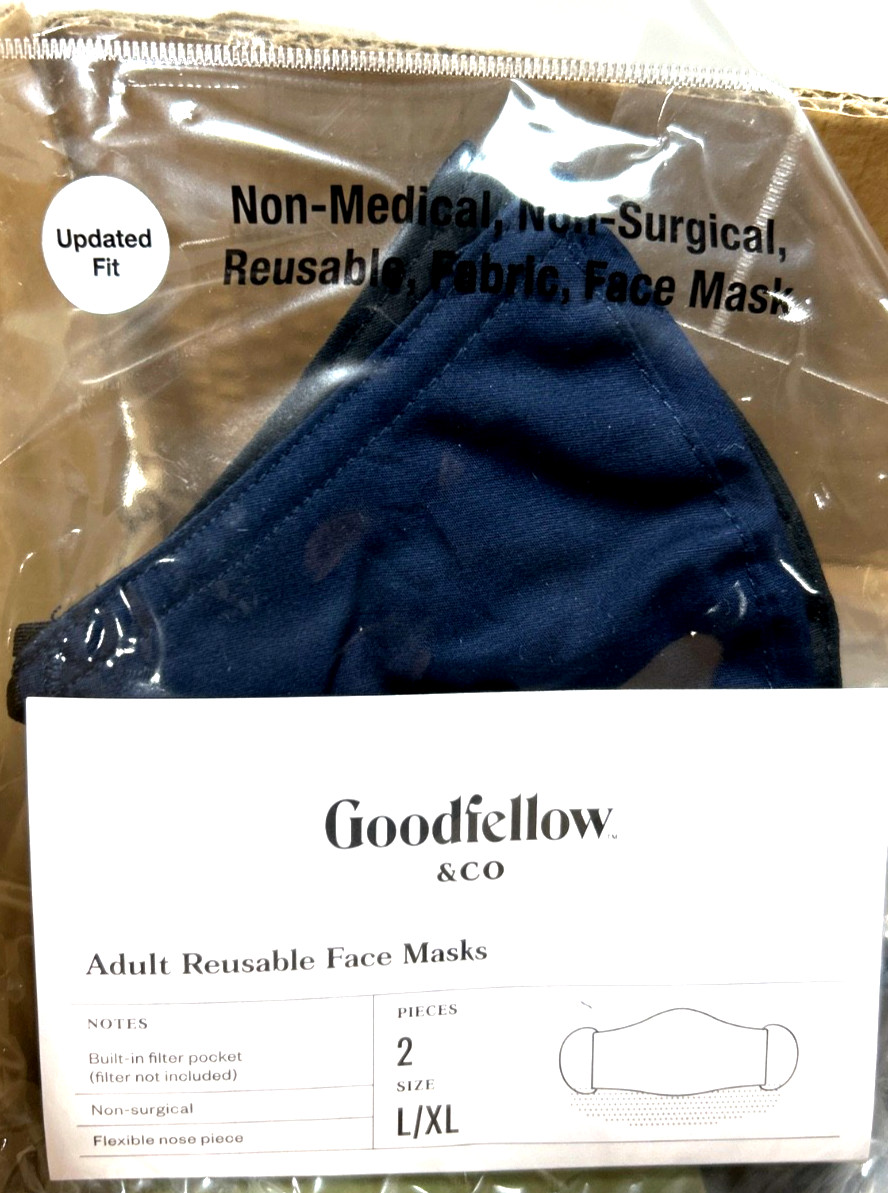 Updated
Fit
Non-Medical, Non-Surgical,
Reusable, Fabric, Face Mask
Goodfellow™
&CO
Adult Reusable Face Masks
NOTES
Built-in filter pocket
(filter not included)
Non-surgical
Flexible nose piece
PIECES
2
SIZE
L/XL